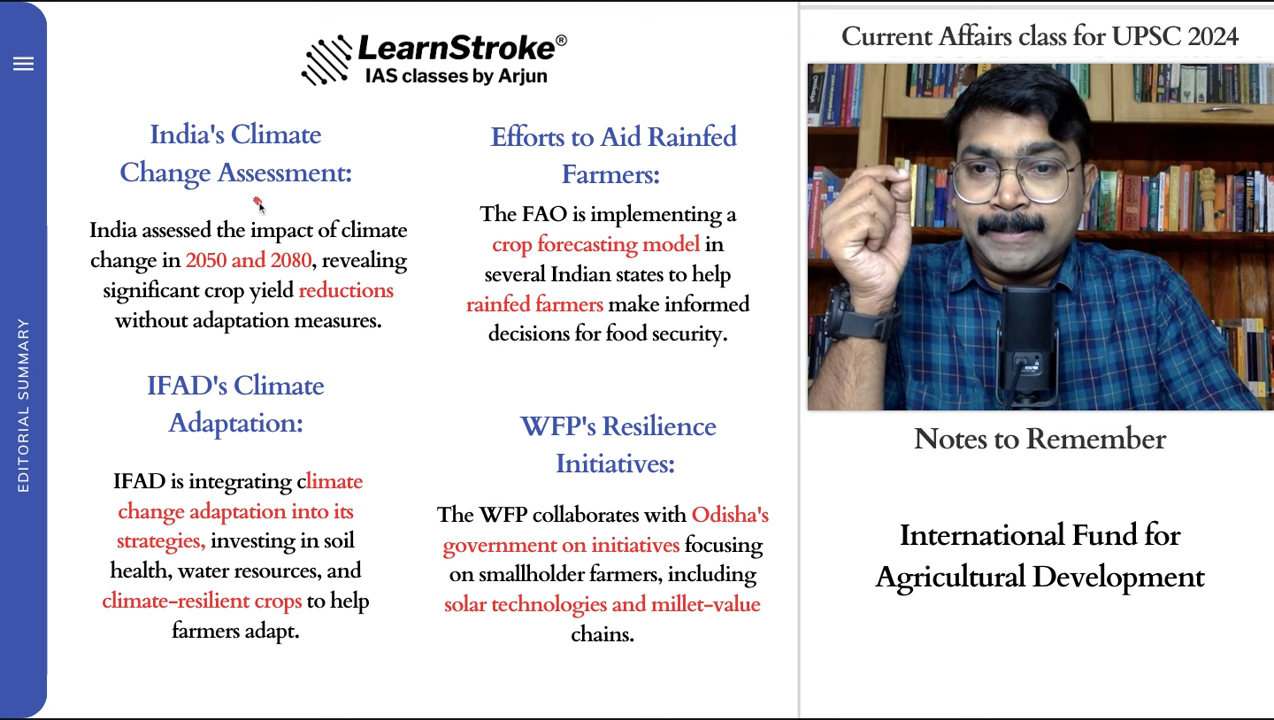 EDITORIAL SUMMARY
LearnStroke®
IAS classes by Arjun
India's Climate
Change Assessment:
India assessed the impact of climate
change in 2050 and 2080, revealing
significant crop yield reductions
without adaptation measures.
IFAD's Climate
Adaptation:
IFAD is integrating climate
change adaptation into its
strategies, investing in soil
health, water resources, and
climate-resilient crops to help
farmers adapt.
Efforts to Aid Rainfed
Farmers:
The FAO is implementing a
crop forecasting model in
several Indian states to help
rainfed farmers make informed
decisions for food security.
WFP's Resilience
Initiatives:
The WFP collaborates with Odisha's
government on initiatives focusing
on smallholder farmers, including
solar technologies and millet-value
chains.
Current Affairs class for UPSC 2024
Notes to Remember
International Fund for
Agricultural Development